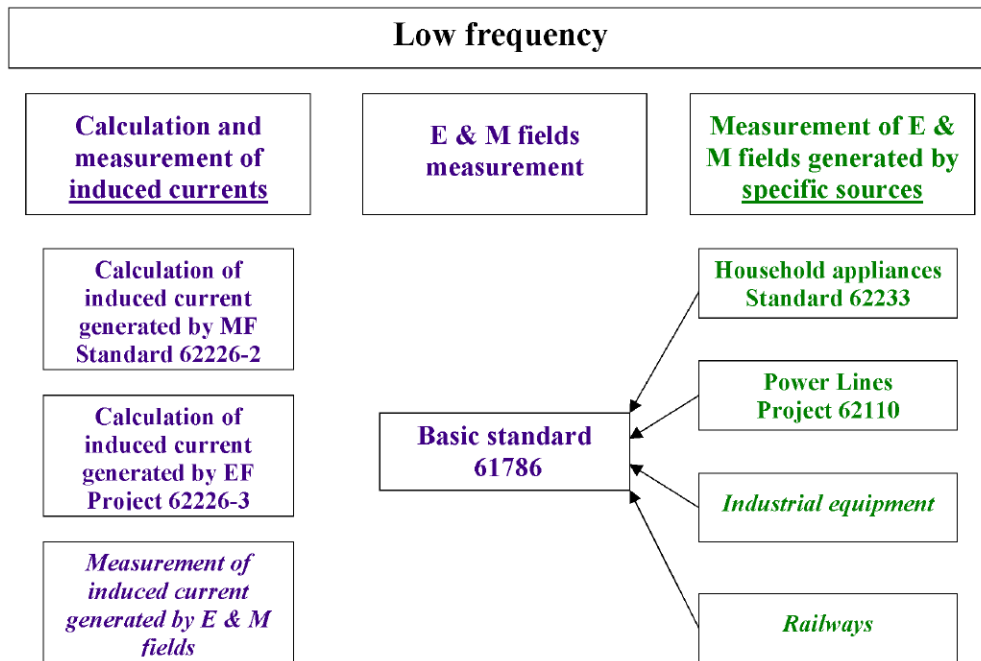 Low frequency
Calculation and
measurement of
induced currents
E & M fields
measurement
Measurement of E &
M fields generated by
specific sources
Calculation of
induced current
generated by MF
Standard 62226-2
Calculation of
induced current
generated by EF
Project 62226-3
Measurement of
induced current
generated by E & M
fields
Basic standard
61786
Household appliances
Standard 62233
Power Lines
Project 62110
Industrial equipment
Railways